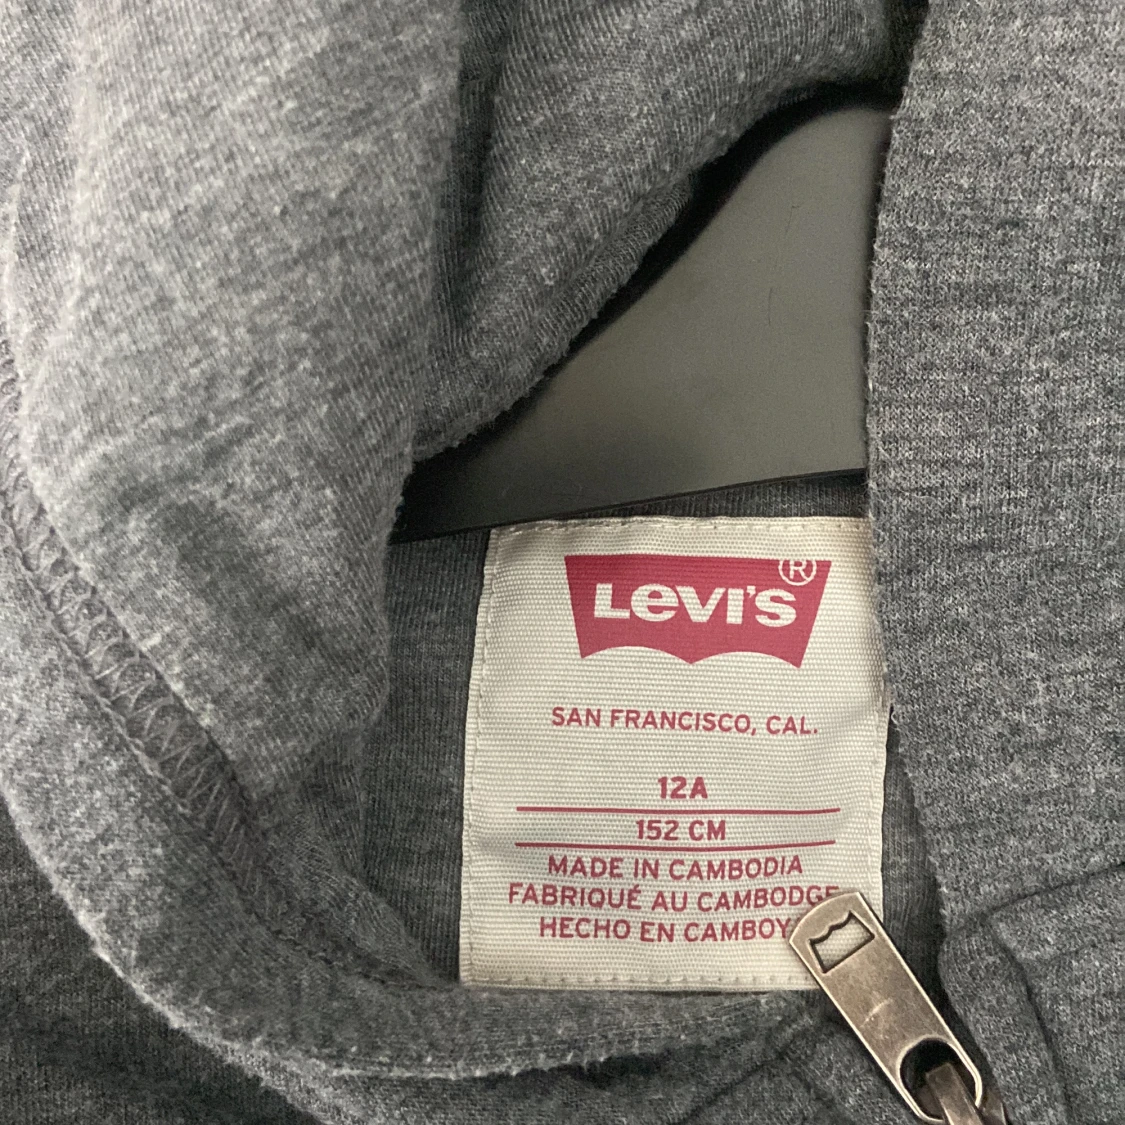 Levi's®
SAN FRANCISCO, CAL.
12A
152 CM
MADE IN CAMBODIA
FABRIQUÉ AU CAMBODGE
HECHO EN